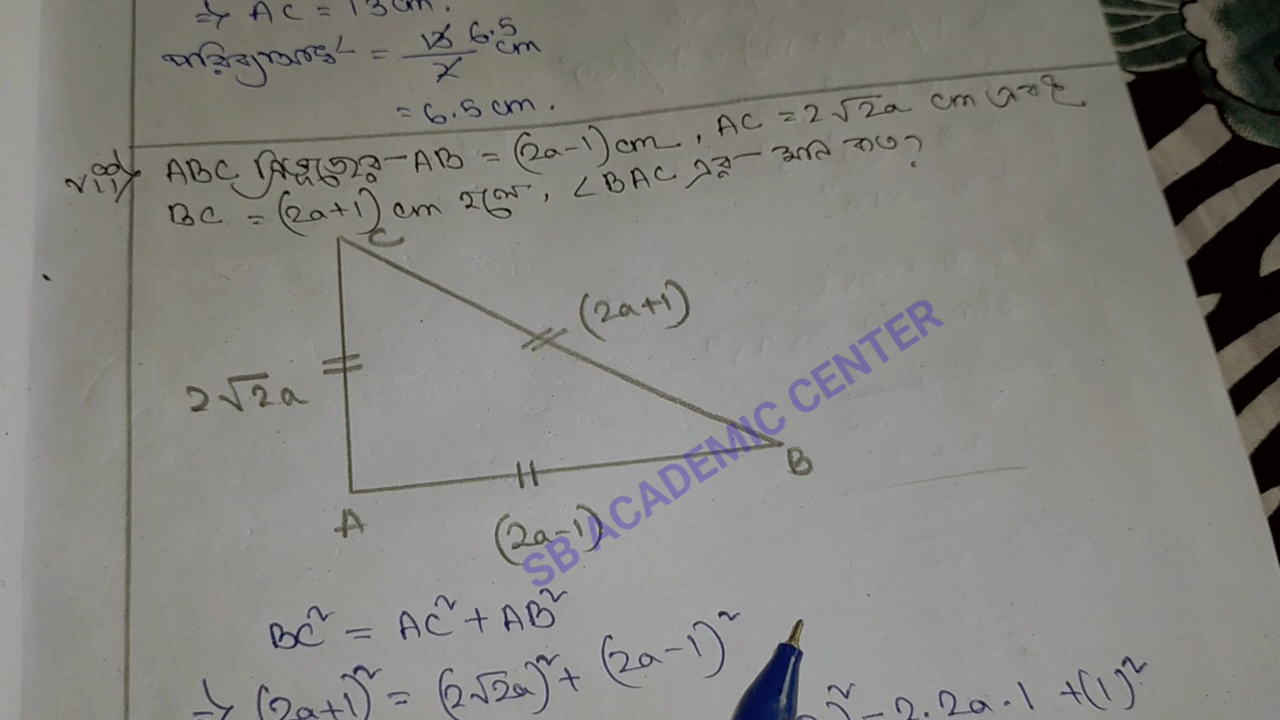 ⇒ AC = 13 cm.
পরিব্যাসার্ধ = 13/2 6.5 cm
= 6.5 cm.
vii) ABC ত্রিভুজের AB = (2a-1) cm, AC = 2√2a cm এবং
BC = (2a+1) cm হলে, ∠BAC এর মান কত?
C
(2a+1)
2√2a
B
A
(2a-1)
SB ACADEMIC CENTER
BC² = AC² + AB²
⇒ (2a+1)² = (2√2a)² + (2a-1)²
)² - 2.2a.1 + (1)²